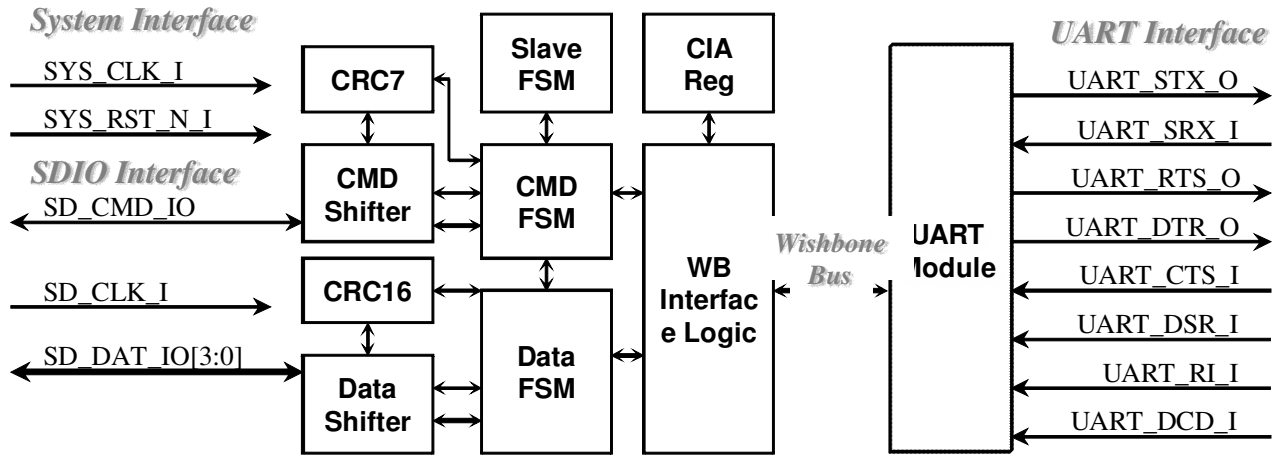 System Interface
SYS_CLK_I
SYS_RST_N_I
SDIO Interface
SD_CMD_IO
SD_CLK_I
SD_DAT_IO[3:0]
CRC7
CMD
Shifter
CRC16
Data
Shifter
Slave
FSM
CMD
FSM
Data
FSM
CIA
Reg
WB
Interfac
e Logic
Wishbone
Bus
UART
Module
UART Interface
UART_STX_O
UART_SRX_I
UART_RTS_O
UART_DTR_O
UART_CTS_I
UART_DSR_I
UART_RI_I
UART_DCD_I